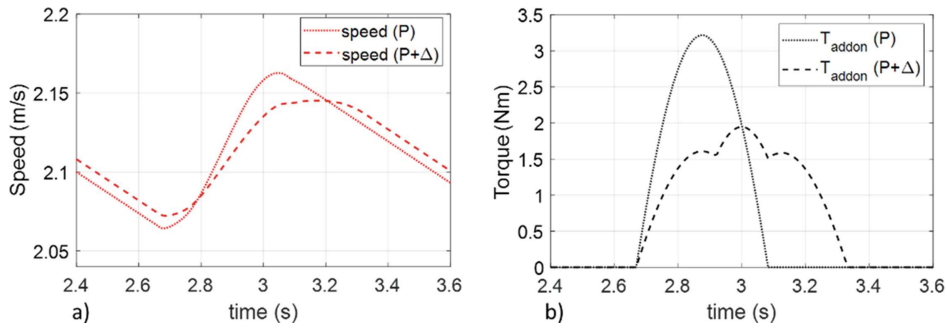 2.2
2.15
2.1
2.05
Speed (m/s)
speed (P)
speed (P+Δ)
2.4 2.6 2.8 3 3.2 3.4 3.6
a) time (s)
3.5
3
2.5
2
1.5
1
0.5
0
Torque (Nm)
T_addon (P)
T_addon (P+Δ)
2.4 2.6 2.8 3 3.2 3.4 3.6
b) time (s)